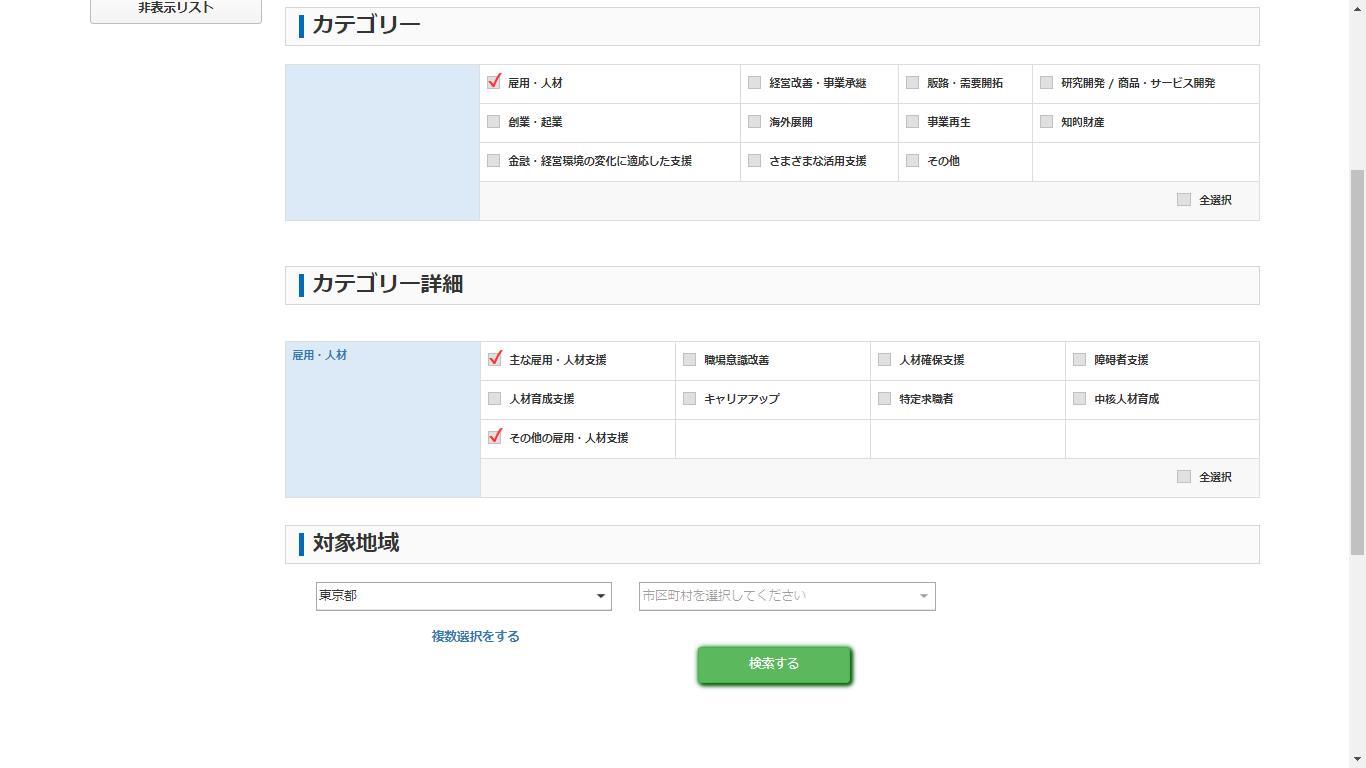 非表示リスト
カテゴリー
雇用・人材 経営改善・事業承継 販路・需要開拓 研究開発 / 商品・サービス開発
創業・起業 海外展開 事業再生 知的財産
金融・経営環境の変化に適応した支援 さまざまな活用支援 その他
全選択
カテゴリー詳細
雇用・人材 主な雇用・人材支援 職場意識改善 人材確保支援 障碍者支援
人材育成支援 キャリアアップ 特定求職者 中核人材育成
その他の雇用・人材支援
全選択
対象地域
東京都 市区町村を選択してください
複数選択をする
検索する